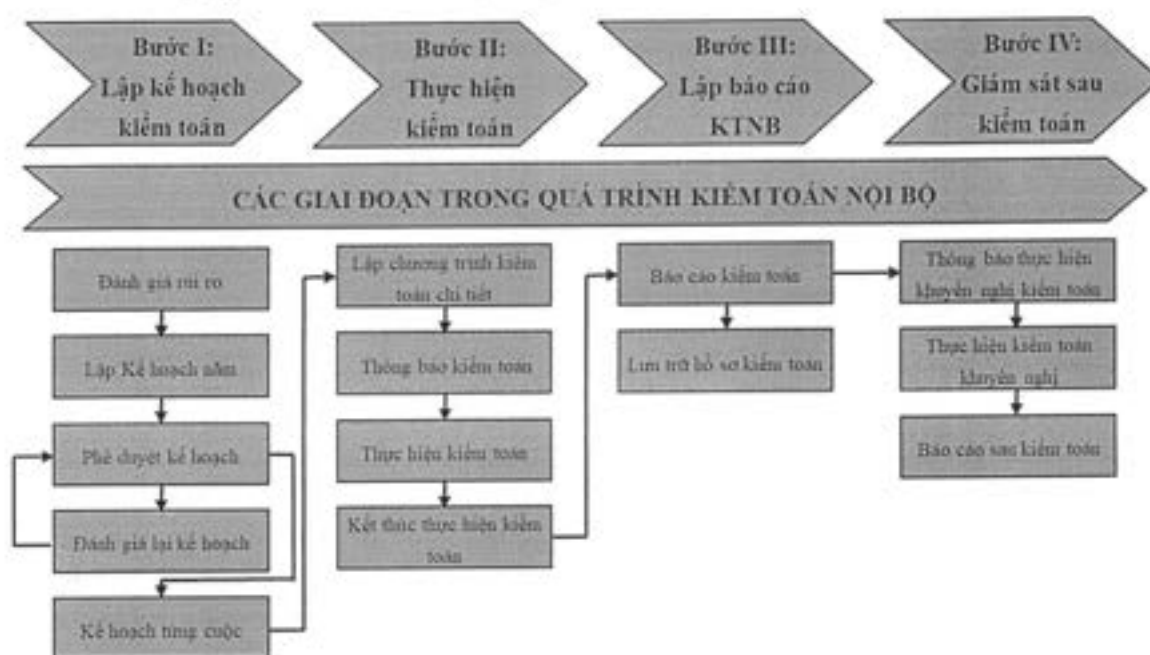 Bước I:
Lập kế hoạch
kiểm toán
Bước II:
Thực hiện
kiểm toán
Bước III:
Lập báo cáo
KTNB
Bước IV:
Giám sát sau
kiểm toán
CÁC GIAI ĐOẠN TRONG QUÁ TRÌNH KIỂM TOÁN NỘI BỘ
Đánh giá rủi ro
Lập Kế hoạch năm
Phê duyệt kế hoạch
Đánh giá lại kế hoạch
Kế hoạch từng cuộc
Lập chương trình kiểm
toán chi tiết
Thông báo kiểm toán
Thực hiện kiểm toán
Kết thúc thực hiện kiểm
toán
Báo cáo kiểm toán
Lưu trữ hồ sơ kiểm toán
Thông báo thực hiện
khuyến nghị kiểm toán
Thực hiện kiểm toán
khuyến nghị
Báo cáo sau kiểm toán